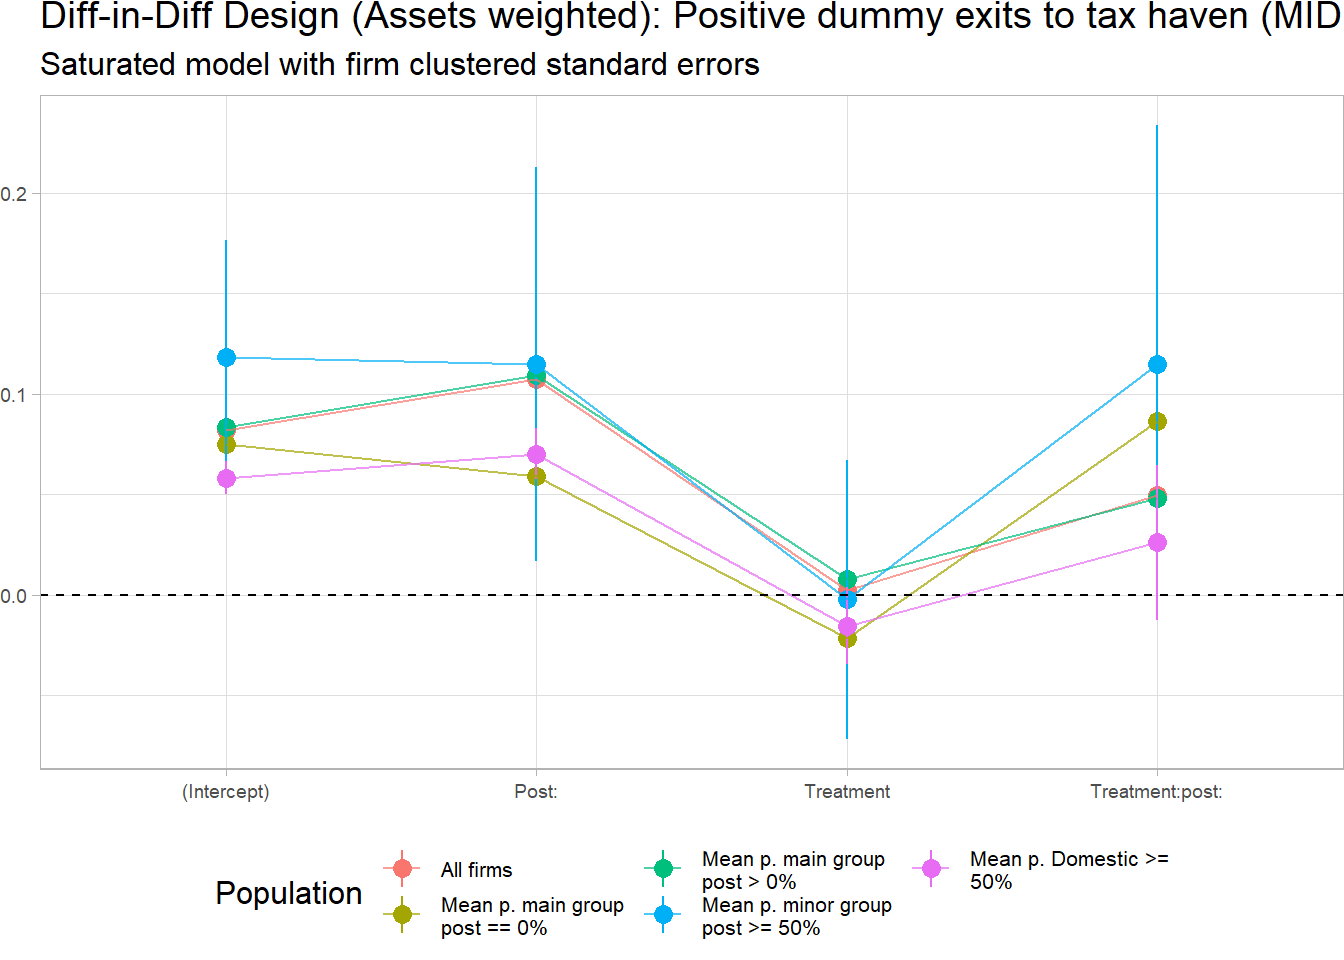 Diff-in-Diff Design (Assets weighted): Positive dummy exits to tax haven (MID
Saturated model with firm clustered standard errors
0.2
0.1
0.0
(Intercept)
Post:
Treatment
Treatment:post:
Population
All firms
Mean p. main group
post == 0%
Mean p. main group
post > 0%
Mean p. minor group
post >= 50%
Mean p. Domestic >=
50%